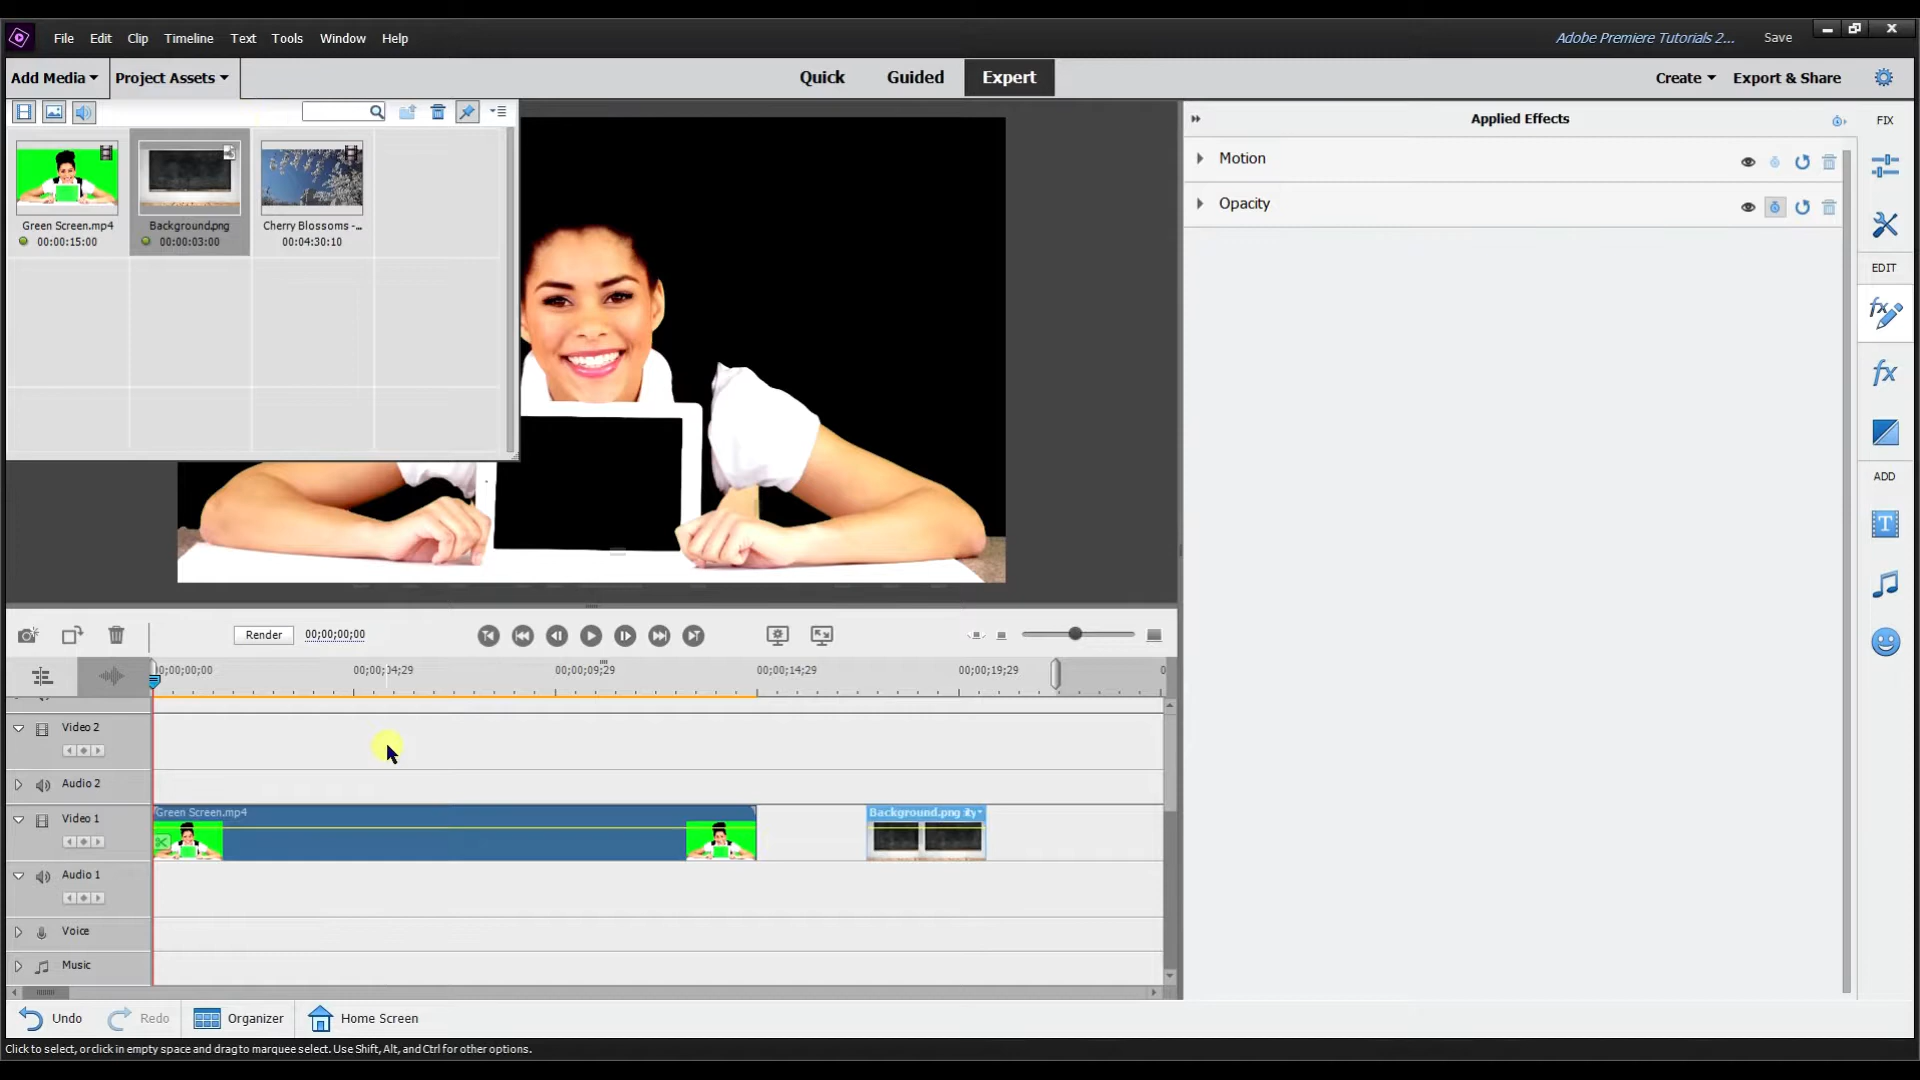 File Edit Clip Timeline Text Tools Window Help
Adobe Premiere Tutorials 2... Save
Add Media Project Assets
Quick Guided Expert
Create Export & Share
Applied Effects
FIX
Motion
Opacity
Green Screen.mp4
00:00:15:00
Background.png
00:00:03:00
Cherry Blossoms -...
00:04:30:10
EDIT
ADD
Render 00;00;00;00
00;00;04;29 00;00;09;29 00;00;14;29 00;00;19;29
Video 2
Audio 2
Video 1
Green Screen.mp4
Background.png
Audio 1
Voice
Music
Undo Redo Organizer Home Screen
Click to select, or click in empty space and drag to marquee select. Use Shift, Alt, and Ctrl for other options.